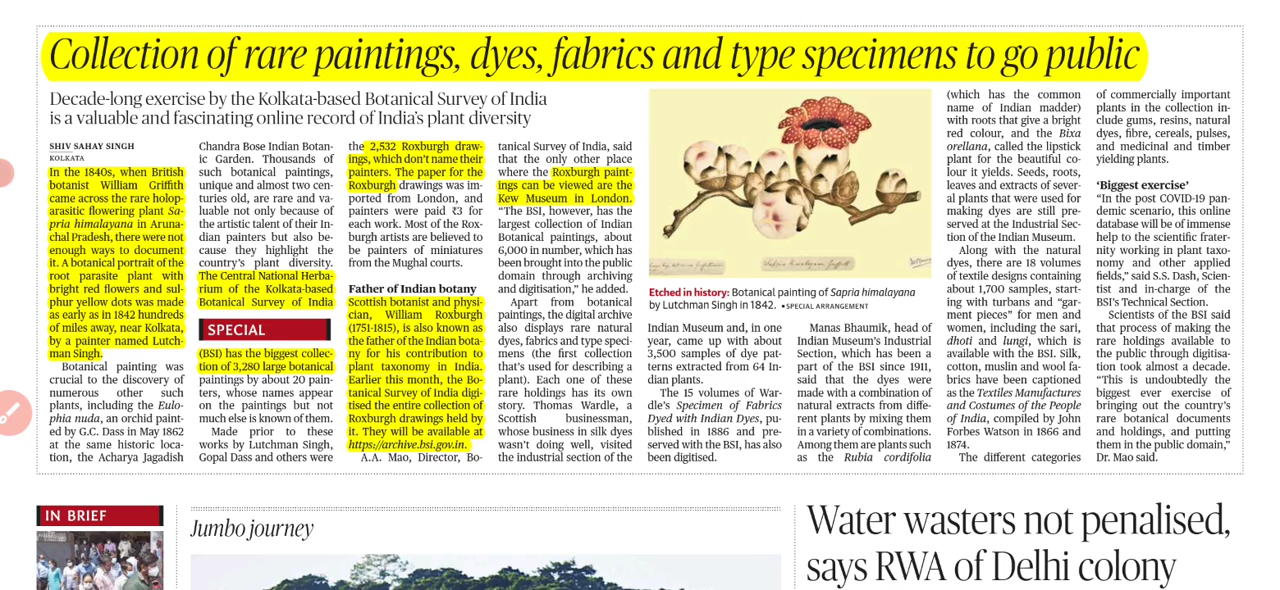 Collection of rare paintings, dyes, fabrics and type specimens to go public
Decade-long exercise by the Kolkata-based Botanical Survey of India
is a valuable and fascinating online record of India's plant diversity
SHIV SAHAY SINGH
KOLKATA
In the 1840s, when British
botanist William Griffith
came across the rare holop-
arasitic flowering plant Sa-
pria himalayana in Aruna-
chal Pradesh, there were not
enough ways to document
it. A botanical portrait of the
root parasite plant with
bright red flowers and sul-
phur yellow dots was made
as early as in 1842 hundreds
of miles away, near Kolkata,
by a painter named Lutch-
man Singh.
Botanical painting was
crucial to the discovery of
numerous other such
plants, including the Eulo-
phia nuda, an orchid paint-
ed by G.C. Dass in May 1862
at the same historic loca-
tion, the Acharya Jagadish
Chandra Bose Indian Botan-
ic Garden. Thousands of
such botanical paintings,
unique and almost two cen-
turies old, are rare and va-
luable not only because of
the artistic talent of their In-
dian painters but also be-
cause they highlight the
country's plant diversity.
The Central National Herba-
rium of the Kolkata-based
Botanical Survey of India
SPECIAL
(BSI) has the biggest collec-
tion of 3,280 large botanical
paintings by about 20 pain-
ters, whose names appear
on the paintings but not
much else is known of them.
Made prior to these
works by Lutchman Singh,
Gopal Dass and others were
the 2,532 Roxburgh draw-
ings, which don't name their
painters. The paper for the
Roxburgh drawings was im-
ported from London, and
painters were paid ₹3 for
each work. Most of the Rox-
burgh artists are believed to
be painters of miniatures
from the Mughal courts.
Father of Indian botany
Scottish botanist and physi-
cian, William Roxburgh
(1751-1815), is also known as
the father of the Indian bota-
ny for his contribution to
plant taxonomy in India.
Earlier this month, the Bo-
tanical Survey of India digi-
tised the entire collection of
Roxburgh drawings held by
it. They will be available at
https://archive.bsi.gov.in.
A.A. Mao, Director, Bo-
tanical Survey of India, said
that the only other place
where the Roxburgh paint-
ings can be viewed are the
Kew Museum in London.
"The BSI, however, has the
largest collection of Indian
Botanical paintings, about
6,000 in number, which has
been brought into the public
domain through archiving
and digitisation," he added.
Apart from botanical
paintings, the digital archive
also displays rare natural
dyes, fabrics and type speci-
mens (the first collection
that's used for describing a
plant). Each one of these
rare holdings has its own
story. Thomas Wardle, a
Scottish businessman,
whose business in silk dyes
wasn't doing well, visited
the industrial section of the
Etched in history: Botanical painting of Sapria himalayana
by Lutchman Singh in 1842. •SPECIAL ARRANGEMENT
Indian Museum and, in one
year, came up with about
3,500 samples of dye pat-
terns extracted from 64 In-
dian plants.
The 15 volumes of War-
dle's Specimen of Fabrics
Dyed with Indian Dyes, pu-
blished in 1886 and pre-
served with the BSI, has also
been digitised.
Manas Bhaumik, head of
Indian Museum's Industrial
Section, which has been a
part of the BSI since 1911,
said that the dyes were
made with a combination of
natural extracts from diffe-
rent plants by mixing them
in a variety of combinations.
Among them are plants such
as the Rubia cordifolia
(which has the common
name of Indian madder)
with roots that give a bright
red colour, and the Bixa
orellana, called the lipstick
plant for the beautiful co-
lour it yields. Seeds, roots,
leaves and extracts of sever-
al plants that were used for
making dyes are still pre-
served at the Industrial Sec-
tion of the Indian Museum.
Along with the natural
dyes, there are 18 volumes
of textile designs containing
about 1,700 samples, start-
ing with turbans and "gar-
ment pieces" for men and
women, including the sari,
dhoti and lungi, which is
available with the BSI. Silk,
cotton, muslin and wool fa-
brics have been captioned
as the Textiles Manufactures
and Costumes of the People
of India, compiled by John
Forbes Watson in 1866 and
1874.
The different categories
of commercially important
plants in the collection in-
clude gums, resins, natural
dyes, fibre, cereals, pulses,
and medicinal and timber
yielding plants.
'Biggest exercise'
"In the post COVID-19 pan-
demic scenario, this online
database will be of immense
help to the scientific frater-
nity working in plant taxo-
nomy and other applied
fields," said S.S. Dash, Scien-
tist and in-charge of the
BSI's Technical Section.
Scientists of the BSI said
that process of making the
rare holdings available to
the public through digitisa-
tion took almost a decade.
"This is undoubtedly the
biggest ever exercise of
bringing out the country's
rare botanical documents
and holdings, and putting
them in the public domain,"
Dr. Mao said.
IN BRIEF
Jumbo journey
Water wasters not penalised,
says RWA of Delhi colony